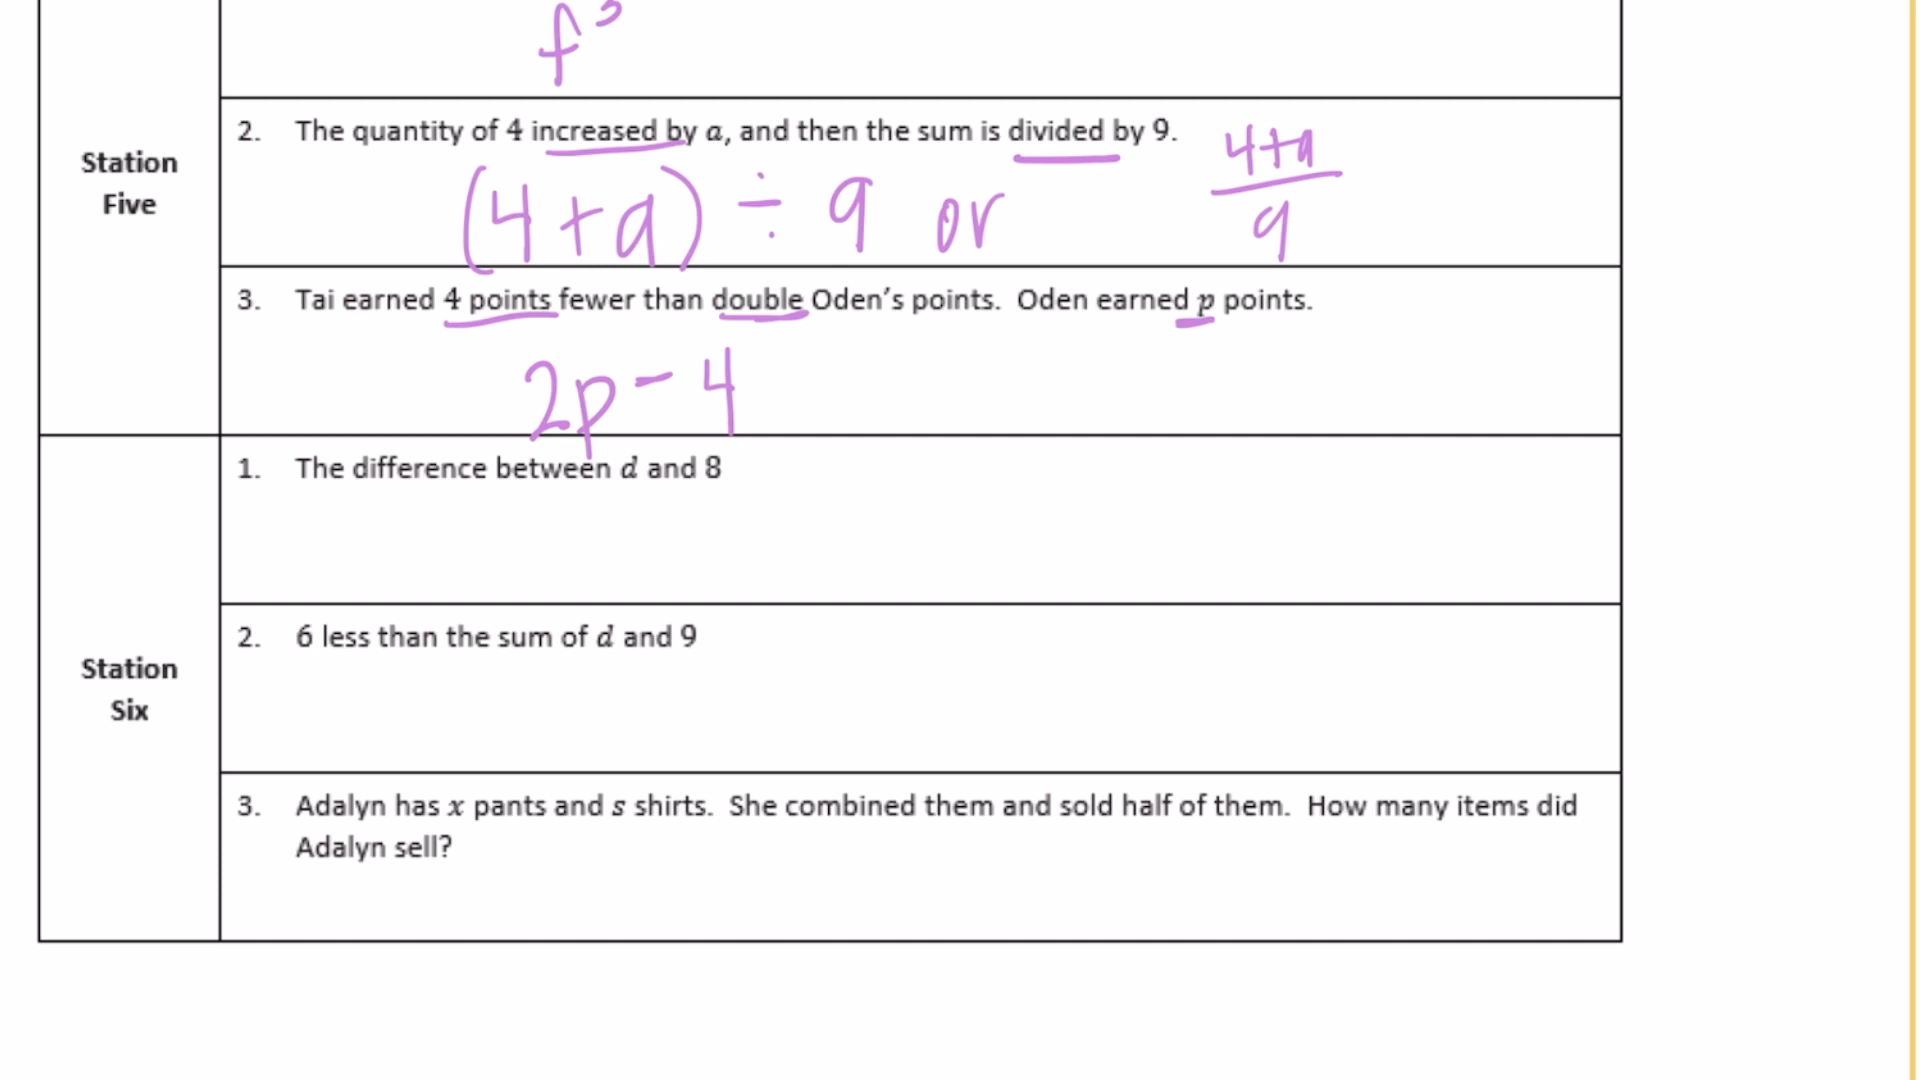 f³
Station
Five
2. The quantity of 4 increased by a, and then the sum is divided by 9.
(4+a) ÷ 9 or 4+a
9
3. Tai earned 4 points fewer than double Oden's points. Oden earned p points.
2p - 4
Station
Six
1. The difference between d and 8
2. 6 less than the sum of d and 9
3. Adalyn has x pants and s shirts. She combined them and sold half of them. How many items did
Adalyn sell?